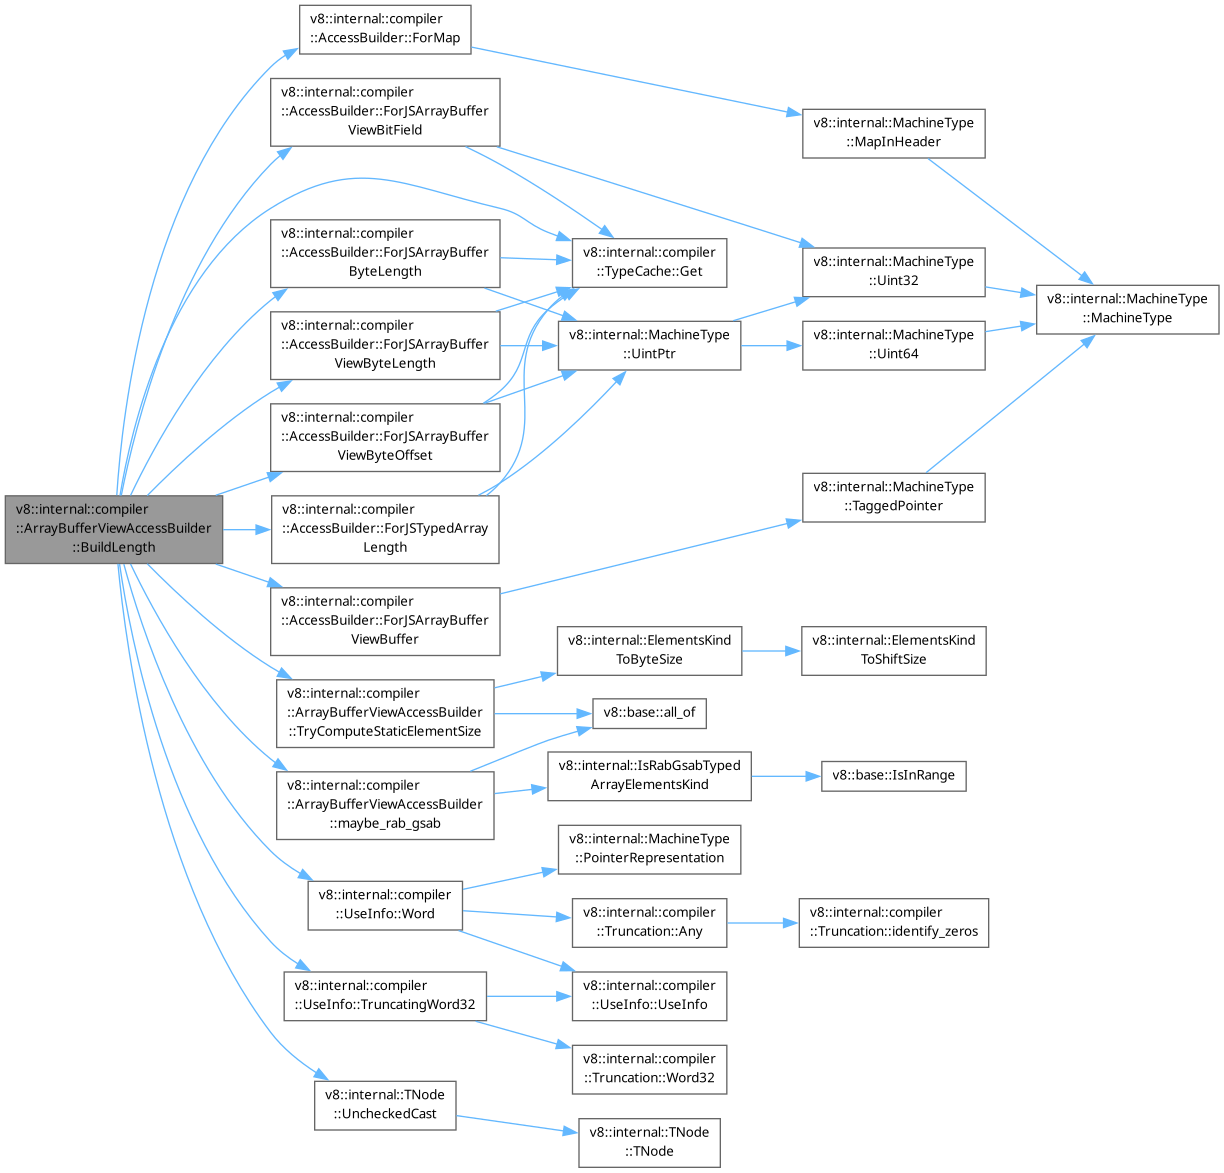 v8::internal::compiler
::AccessBuilder::ForMap
v8::internal::compiler
::AccessBuilder::ForJSArrayBuffer
ViewBitField
v8::internal::MachineType
::MapInHeader
v8::internal::compiler
::AccessBuilder::ForJSArrayBuffer
ByteLength
v8::internal::compiler
::TypeCache::Get
v8::internal::MachineType
::Uint32
v8::internal::MachineType
::MachineType
v8::internal::compiler
::AccessBuilder::ForJSArrayBuffer
ViewByteLength
v8::internal::MachineType
::UintPtr
v8::internal::MachineType
::Uint64
v8::internal::compiler
::AccessBuilder::ForJSArrayBuffer
ViewByteOffset
v8::internal::compiler
::ArrayBufferViewAccessBuilder
::BuildLength
v8::internal::compiler
::AccessBuilder::ForJSTypedArray
Length
v8::internal::MachineType
::TaggedPointer
v8::internal::compiler
::AccessBuilder::ForJSArrayBuffer
ViewBuffer
v8::internal::ElementsKind
ToByteSize
v8::internal::ElementsKind
ToShiftSize
v8::internal::compiler
::ArrayBufferViewAccessBuilder
::TryComputeStaticElementSize
v8::base::all_of
v8::internal::compiler
::ArrayBufferViewAccessBuilder
::maybe_rab_gsab
v8::internal::IsRabGsabTyped
ArrayElementsKind
v8::base::IsInRange
v8::internal::MachineType
::PointerRepresentation
v8::internal::compiler
::UseInfo::Word
v8::internal::compiler
::Truncation::Any
v8::internal::compiler
::Truncation::identify_zeros
v8::internal::compiler
::UseInfo::TruncatingWord32
v8::internal::compiler
::UseInfo::UseInfo
v8::internal::compiler
::Truncation::Word32
v8::internal::TNode
::UncheckedCast
v8::internal::TNode
::TNode